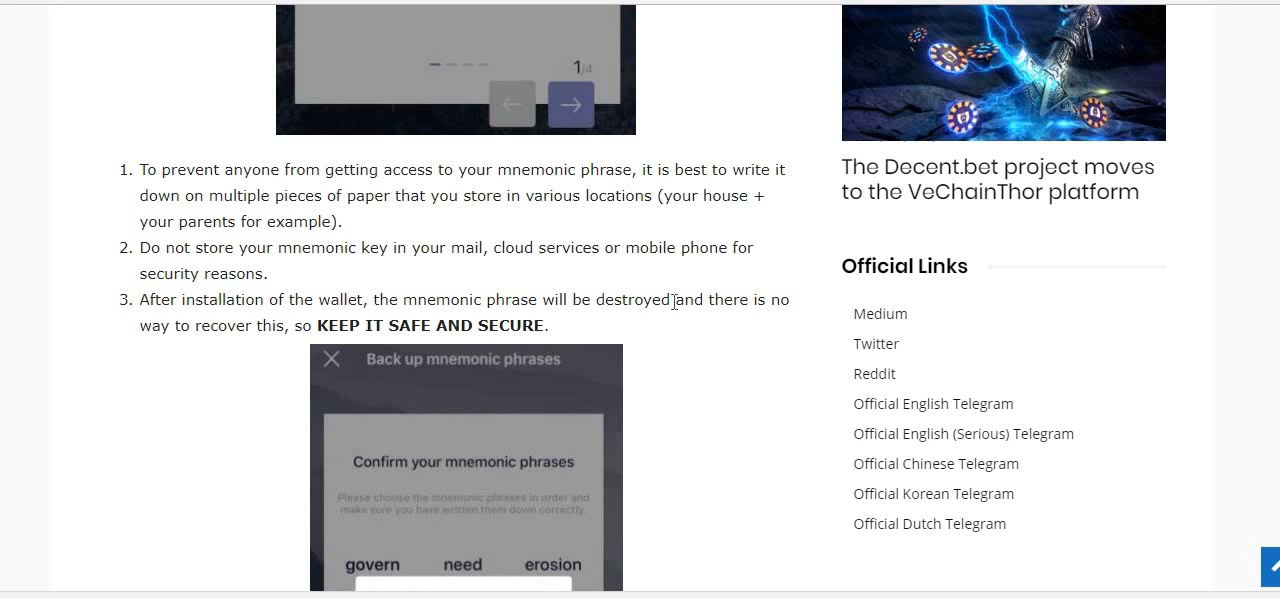 1/4
1. To prevent anyone from getting access to your mnemonic phrase, it is best to write it
down on multiple pieces of paper that you store in various locations (your house +
your parents for example).
2. Do not store your mnemonic key in your mail, cloud services or mobile phone for
security reasons.
3. After installation of the wallet, the mnemonic phrase will be destroyed and there is no
way to recover this, so KEEP IT SAFE AND SECURE.
Back up mnemonic phrases
Confirm your mnemonic phrases
Please choose the mnemonic phrases in order and
make sure you have written them down correctly.
govern need erosion
The Decent.bet project moves
to the VeChainThor platform
Official Links
Medium
Twitter
Reddit
Official English Telegram
Official English (Serious) Telegram
Official Chinese Telegram
Official Korean Telegram
Official Dutch Telegram